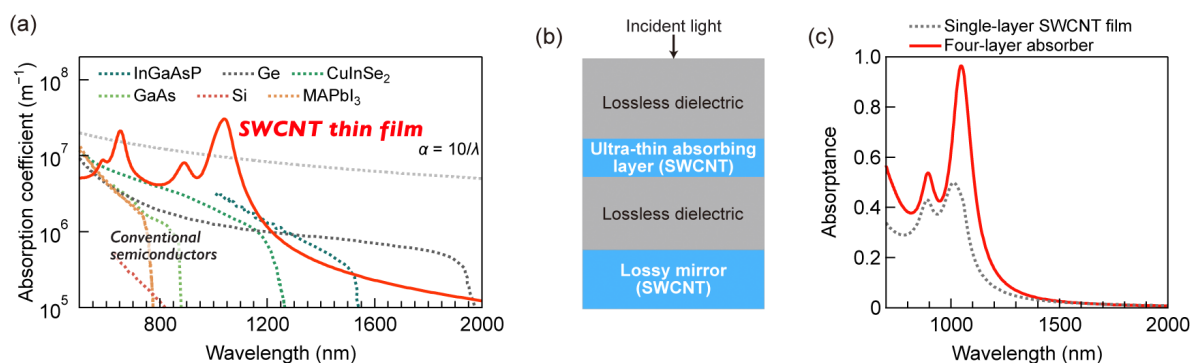 (a)
10⁸
10⁷
10⁶
10⁵
Absorption coefficient (m⁻¹)
InGaAsP Ge CuInSe₂
GaAs Si MAPbI₃
SWCNT thin film
α = 10/λ
Conventional
semiconductors
800 1200 1600 2000
Wavelength (nm)
(b)
Incident light
Lossless dielectric
Ultra-thin absorbing
layer (SWCNT)
Lossless dielectric
Lossy mirror
(SWCNT)
(c)
Single-layer SWCNT film
Four-layer absorber
1.0
0.8
0.6
0.4
0.2
0
Absorptance
1000 1500 2000
Wavelength (nm)